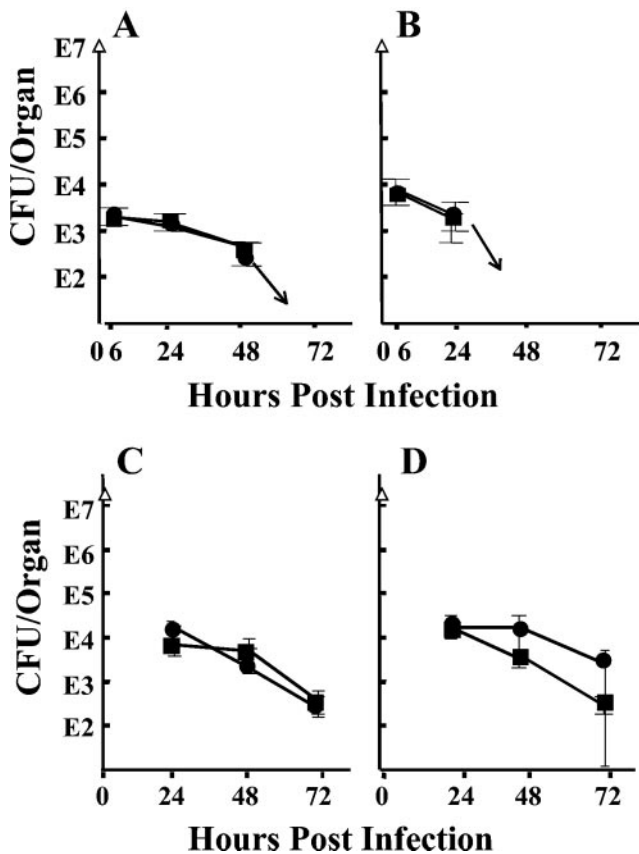 A B
CFU/Organ
E7
E6
E5
E4
E3
E2
0 6 24 48 72 0 6 24 48 72
Hours Post Infection
C D
CFU/Organ
E7
E6
E5
E4
E3
E2
0 24 48 72 0 24 48 72
Hours Post Infection